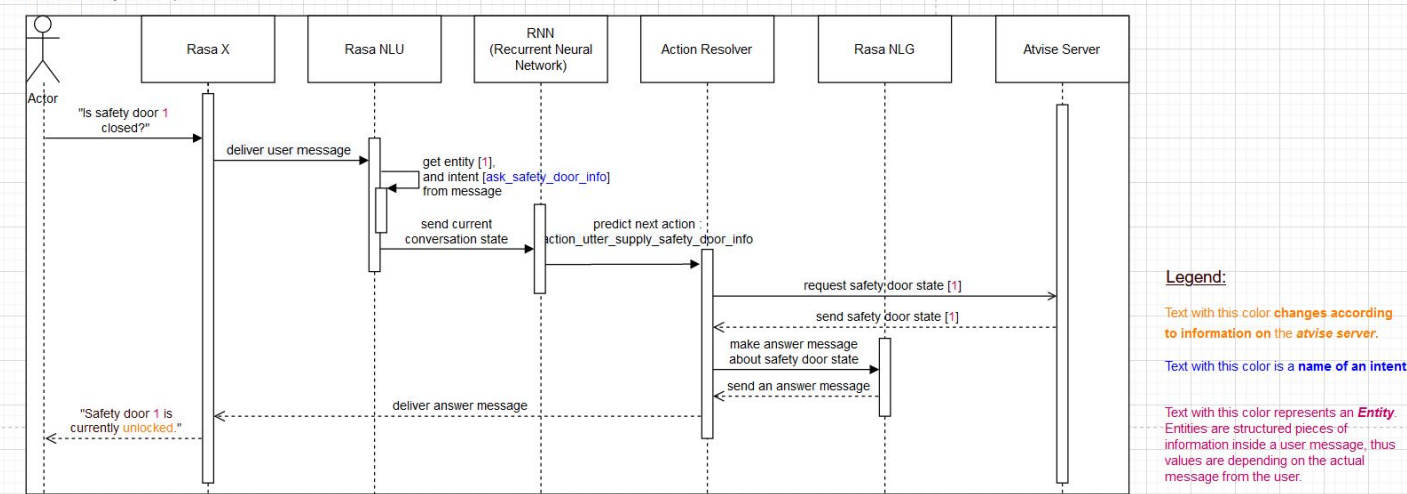 Rasa X
Rasa NLU
RNN
(Recurrent Neural
Network)
Action Resolver
Rasa NLG
Atvise Server
Actor
"Is safety door 1
closed?"
deliver user message
get entity [1],
and intent [ask_safety_door_info]
from message
send current
conversation state
predict next action :
action_utter_supply_safety_door_info
request safety door state [1]
send safety door state [1]
make answer message
about safety door state
send an answer message
deliver answer message
"Safety door 1 is
currently unlocked."
Legend:
Text with this color changes according
to information on the atvise server.
Text with this color is a name of an intent
Text with this color represents an Entity.
Entities are structured pieces of
information inside a user message, thus
values are depending on the actual
message from the user.